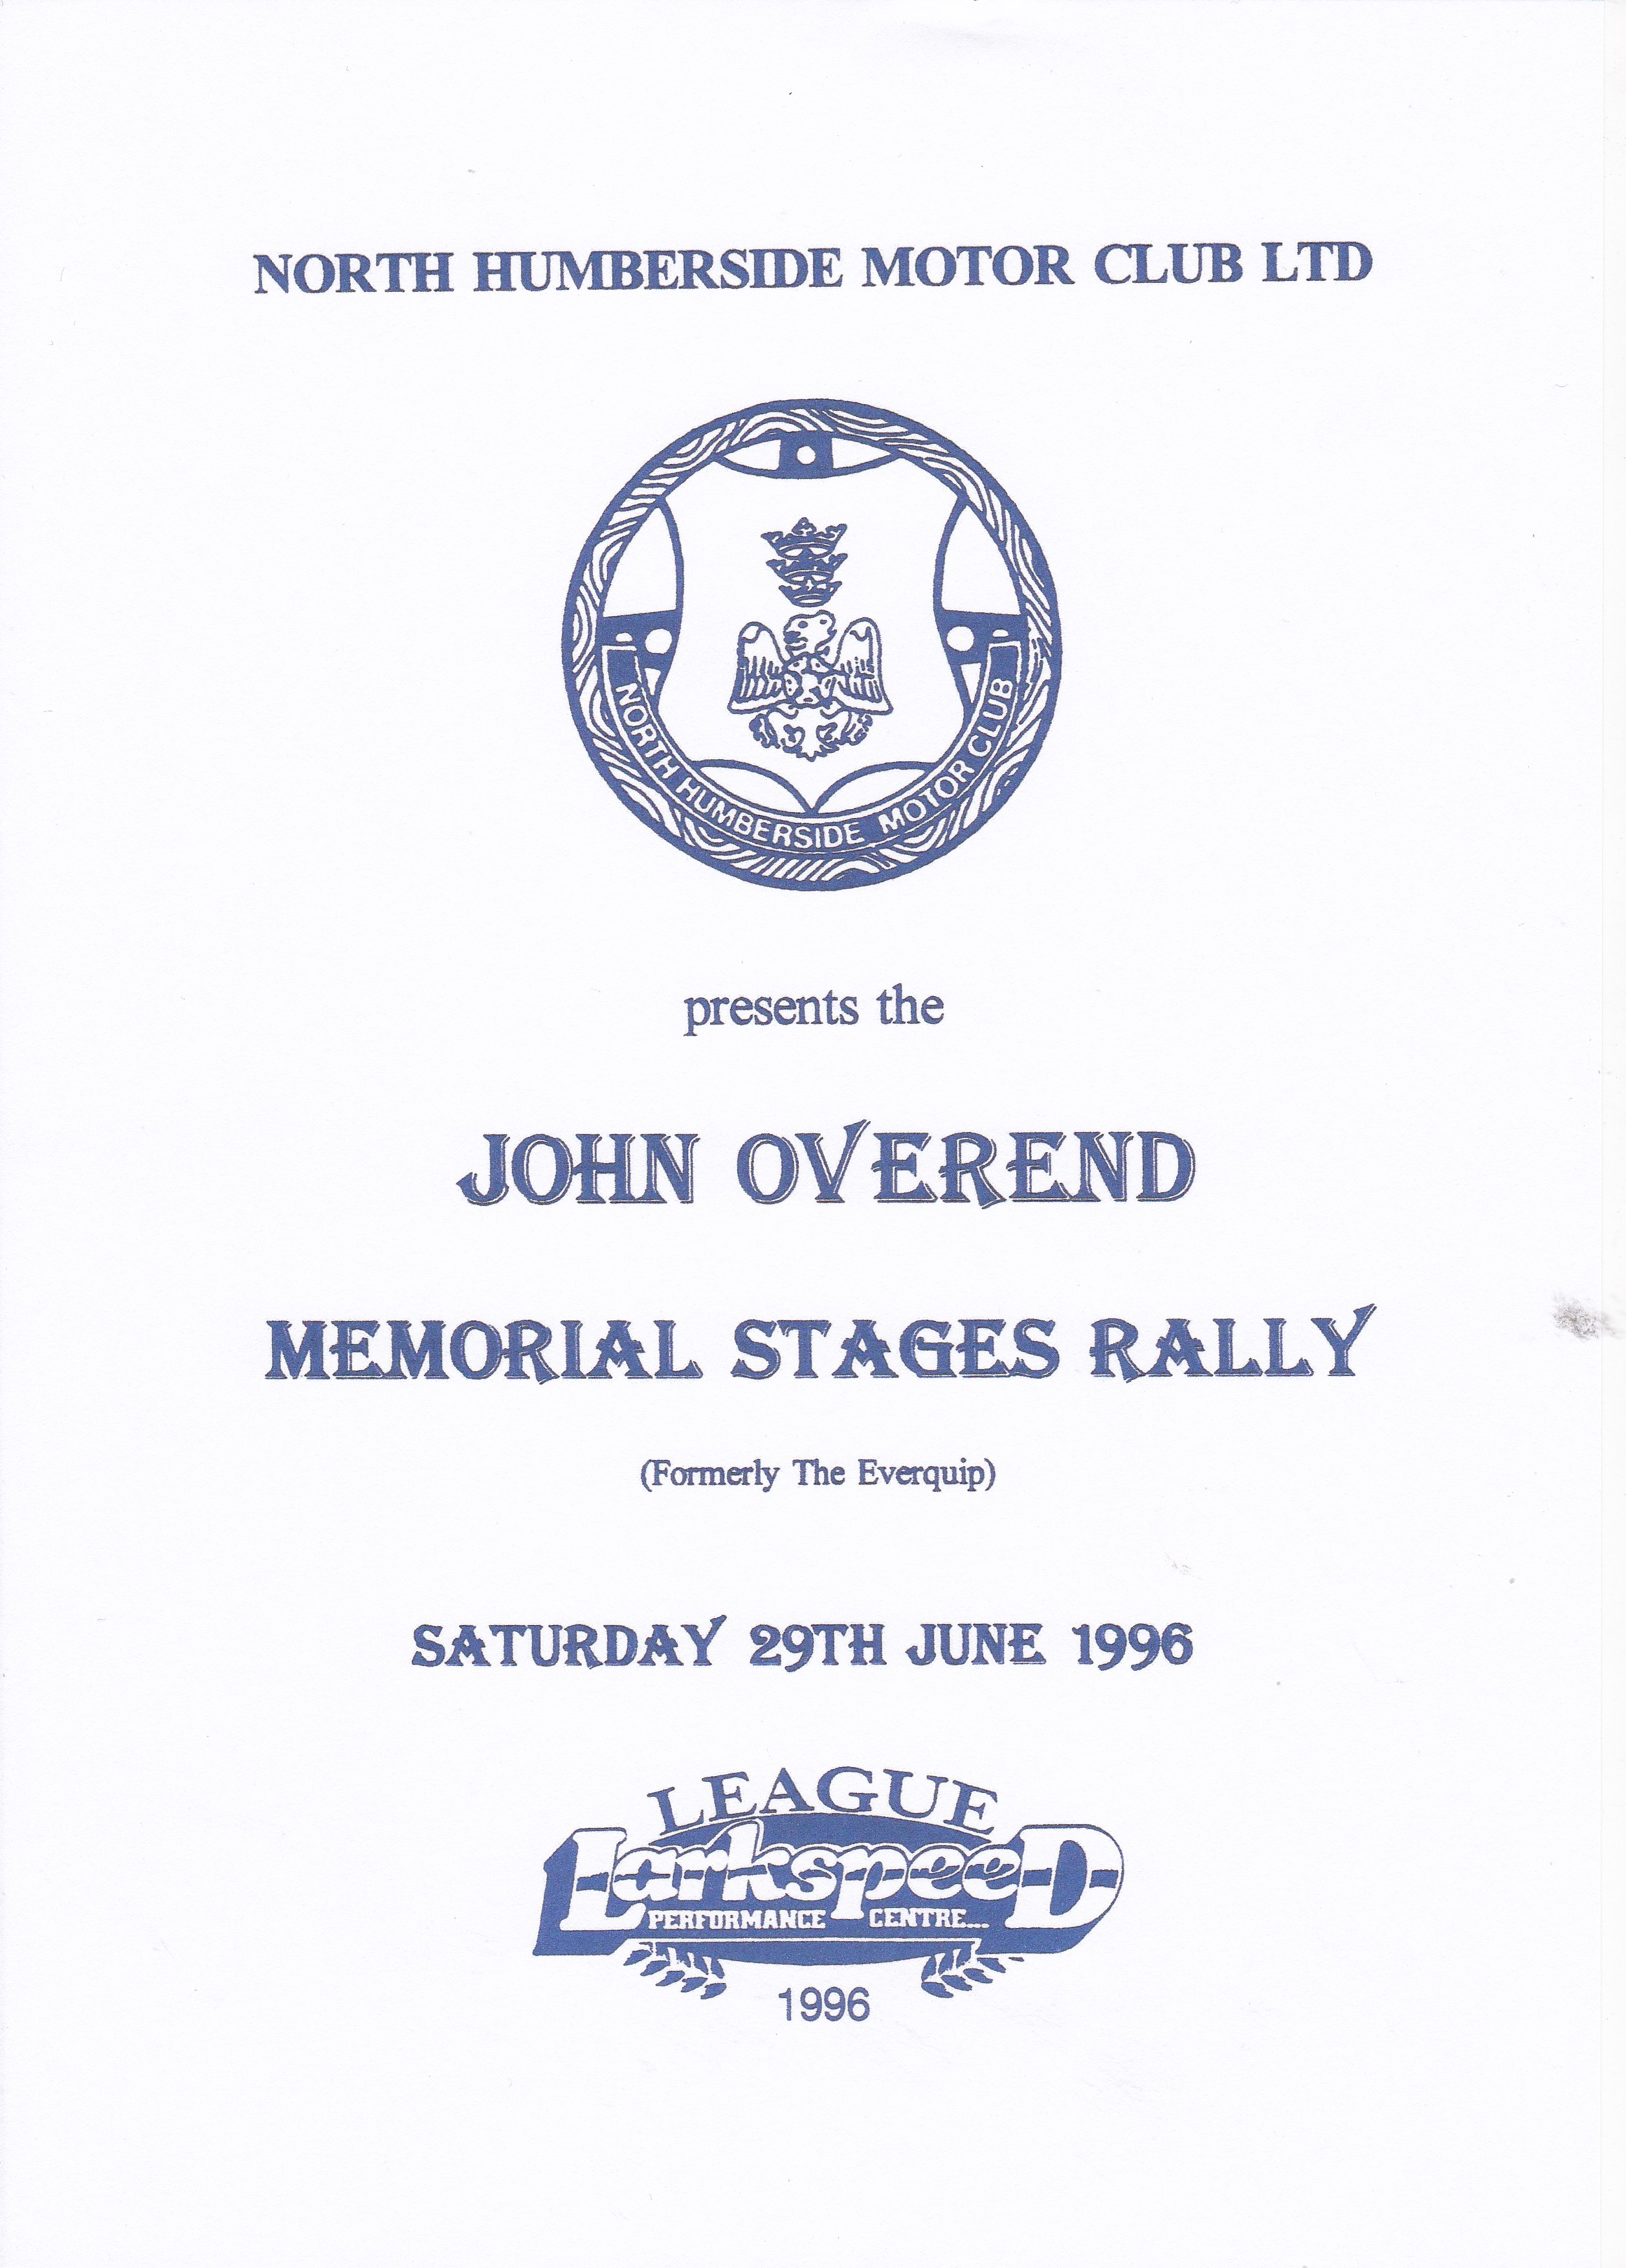 NORTH HUMBERSIDE MOTOR CLUB LTD
NORTH HUMBERSIDE MOTOR CLUB
presents the
JOHN OVEREND
MEMORIAL STAGES RALLY
(Formerly The Everquip)
SATURDAY 29TH JUNE 1996
LEAGUE
LarkspeeD
PERFORMANCE CENTRE...
1996